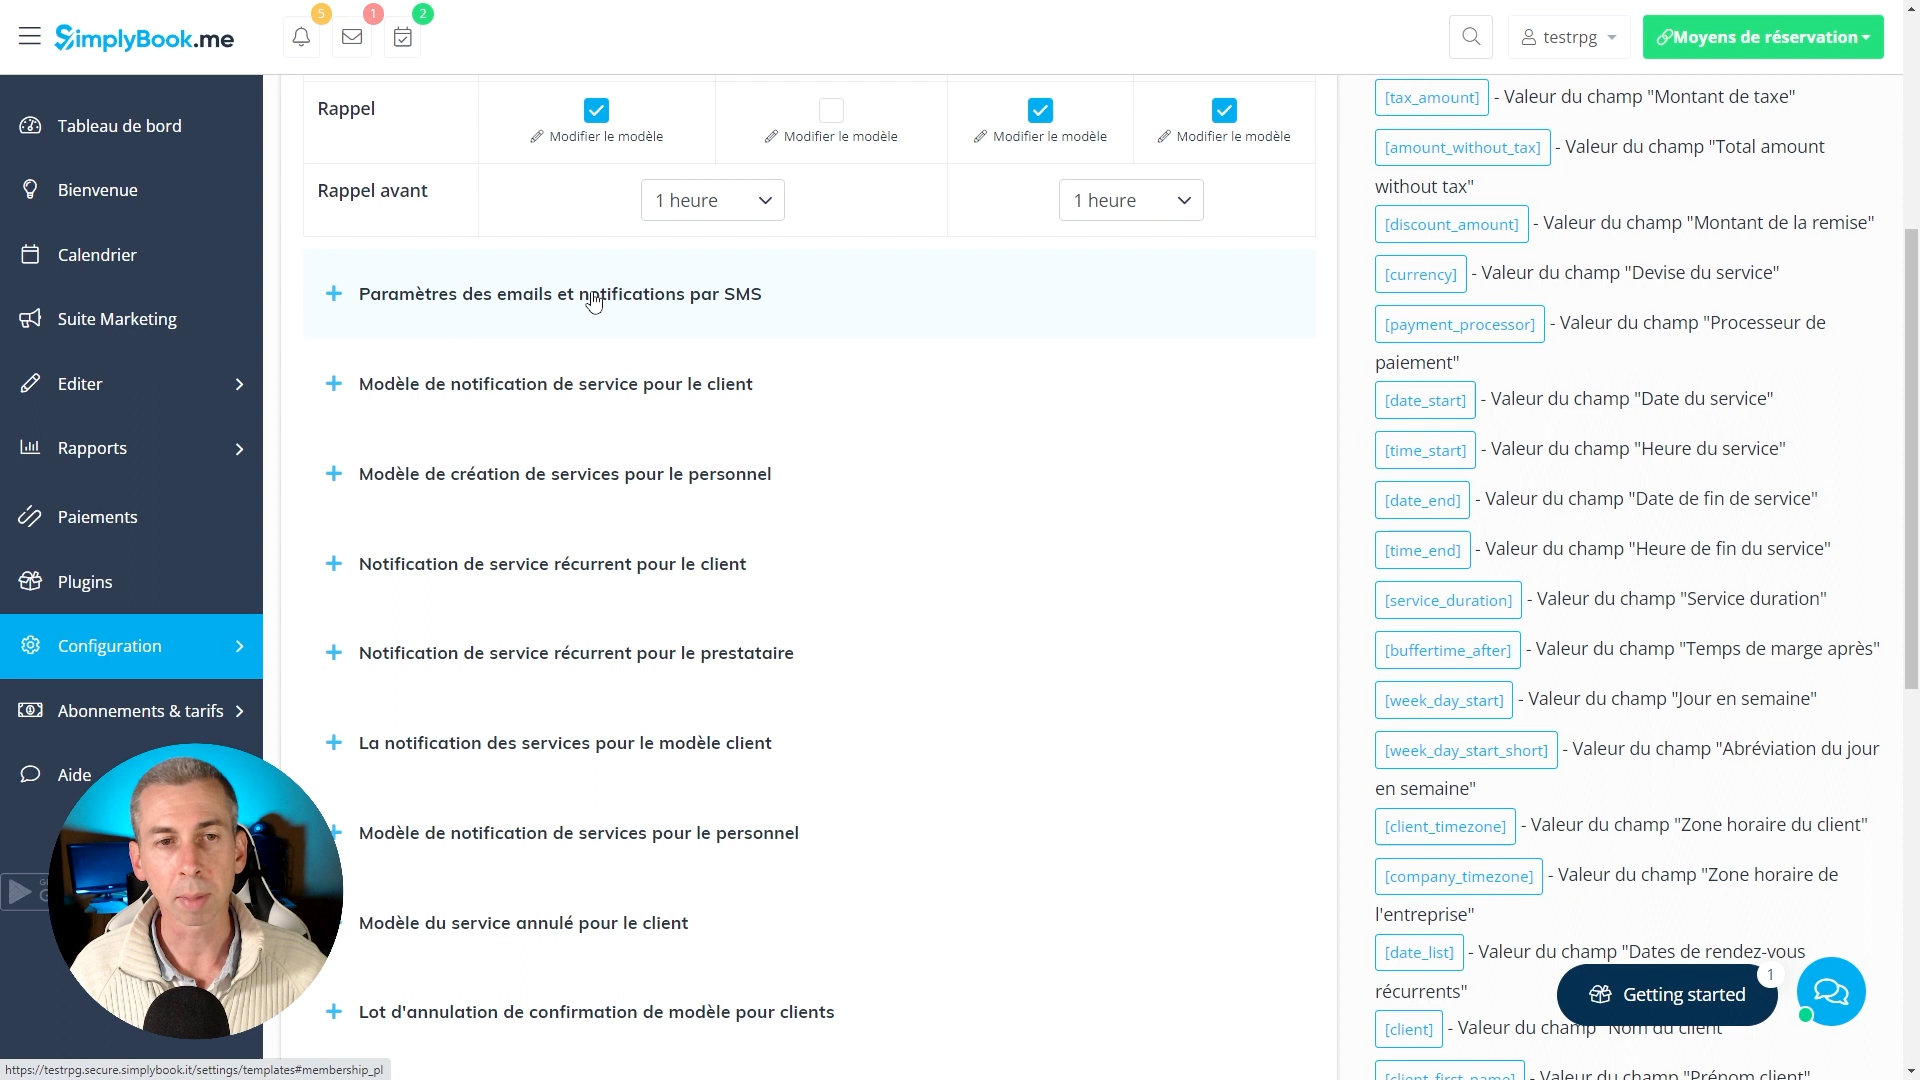 SimplyBook.me
5
1
2
testrpg
Moyens de réservation
Tableau de bord
Bienvenue
Calendrier
Suite Marketing
Editer
Rapports
Paiements
Plugins
Configuration
Abonnements & tarifs
Aide
Rappel
Modifier le modèle
Modifier le modèle
Modifier le modèle
Modifier le modèle
Rappel avant
1 heure
1 heure
Paramètres des emails et notifications par SMS
Modèle de notification de service pour le client
Modèle de création de services pour le personnel
Notification de service récurrent pour le client
Notification de service récurrent pour le prestataire
La notification des services pour le modèle client
Modèle de notification de services pour le personnel
Modèle du service annulé pour le client
Lot d'annulation de confirmation de modèle pour clients
[tax_amount] - Valeur du champ "Montant de taxe"
[amount_without_tax] - Valeur du champ "Total amount
without tax"
[discount_amount] - Valeur du champ "Montant de la remise"
[currency] - Valeur du champ "Devise du service"
[payment_processor] - Valeur du champ "Processeur de
paiement"
[date_start] - Valeur du champ "Date du service"
[time_start] - Valeur du champ "Heure du service"
[date_end] - Valeur du champ "Date de fin de service"
[time_end] - Valeur du champ "Heure de fin du service"
[service_duration] - Valeur du champ "Service duration"
[buffertime_after] - Valeur du champ "Temps de marge après"
[week_day_start] - Valeur du champ "Jour en semaine"
[week_day_start_short] - Valeur du champ "Abréviation du jour
en semaine"
[client_timezone] - Valeur du champ "Zone horaire du client"
[company_timezone] - Valeur du champ "Zone horaire de
l'entreprise"
[date_list] - Valeur du champ "Dates de rendez-vous
récurrents"
[client] - Valeur du champ "Nom du client"
[client_first_name] - Valeur du champ "Prénom client"
1
Getting started
https://testrpg.secure.simplybook.it/settings/templates#membership_pl